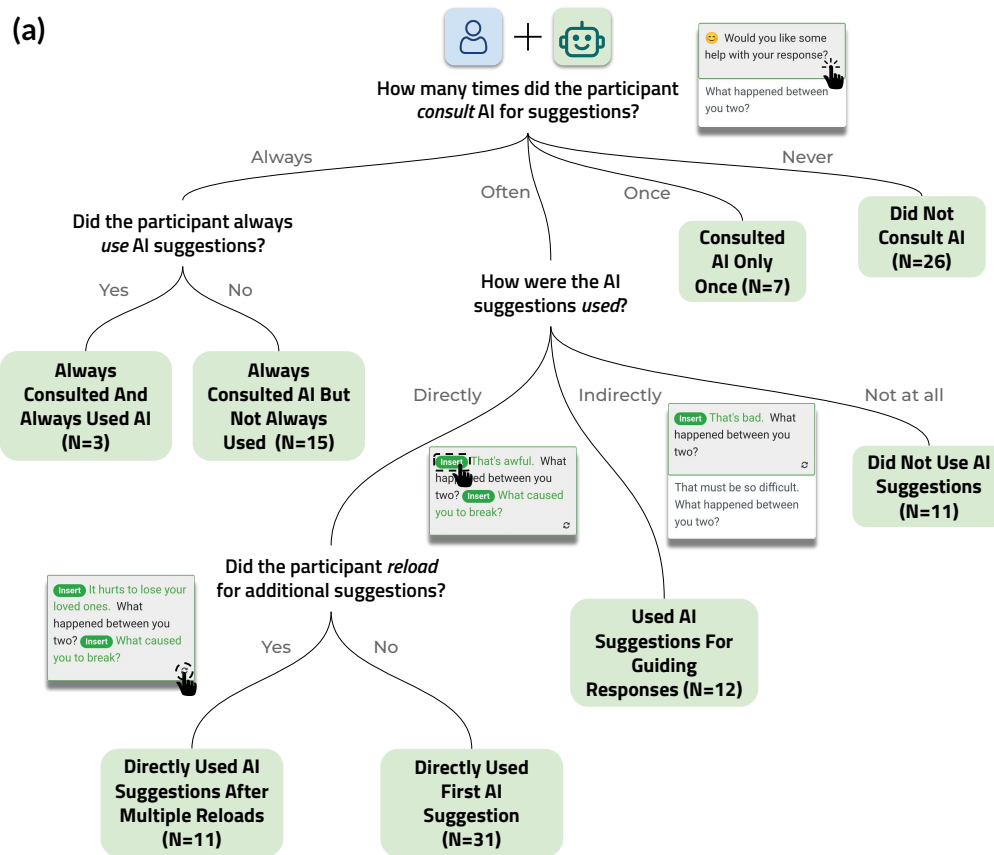 (a)
😊 Would you like some
help with your response?
What happened between
you two?
How many times did the participant
consult AI for suggestions?
Always
Often
Once
Never
Did the participant always
use AI suggestions?
Consulted
AI Only
Once (N=7)
Did Not
Consult AI
(N=26)
Yes
No
How were the AI
suggestions used?
Always
Consulted And
Always Used AI
(N=3)
Always
Consulted AI But
Not Always
Used (N=15)
Directly
Indirectly
Not at all
Insert That's awful. What
happened between you
two? Insert What caused
you to break?
Insert That's bad. What
happened between you
two?
That must be so difficult.
What happened between
you two?
Did Not Use AI
Suggestions
(N=11)
Did the participant reload
for additional suggestions?
Insert It hurts to lose your
loved ones. What
happened between you
two? Insert What caused
you to break?
Yes
No
Used AI
Suggestions For
Guiding
Responses (N=12)
Directly Used AI
Suggestions After
Multiple Reloads
(N=11)
Directly Used
First AI
Suggestion
(N=31)